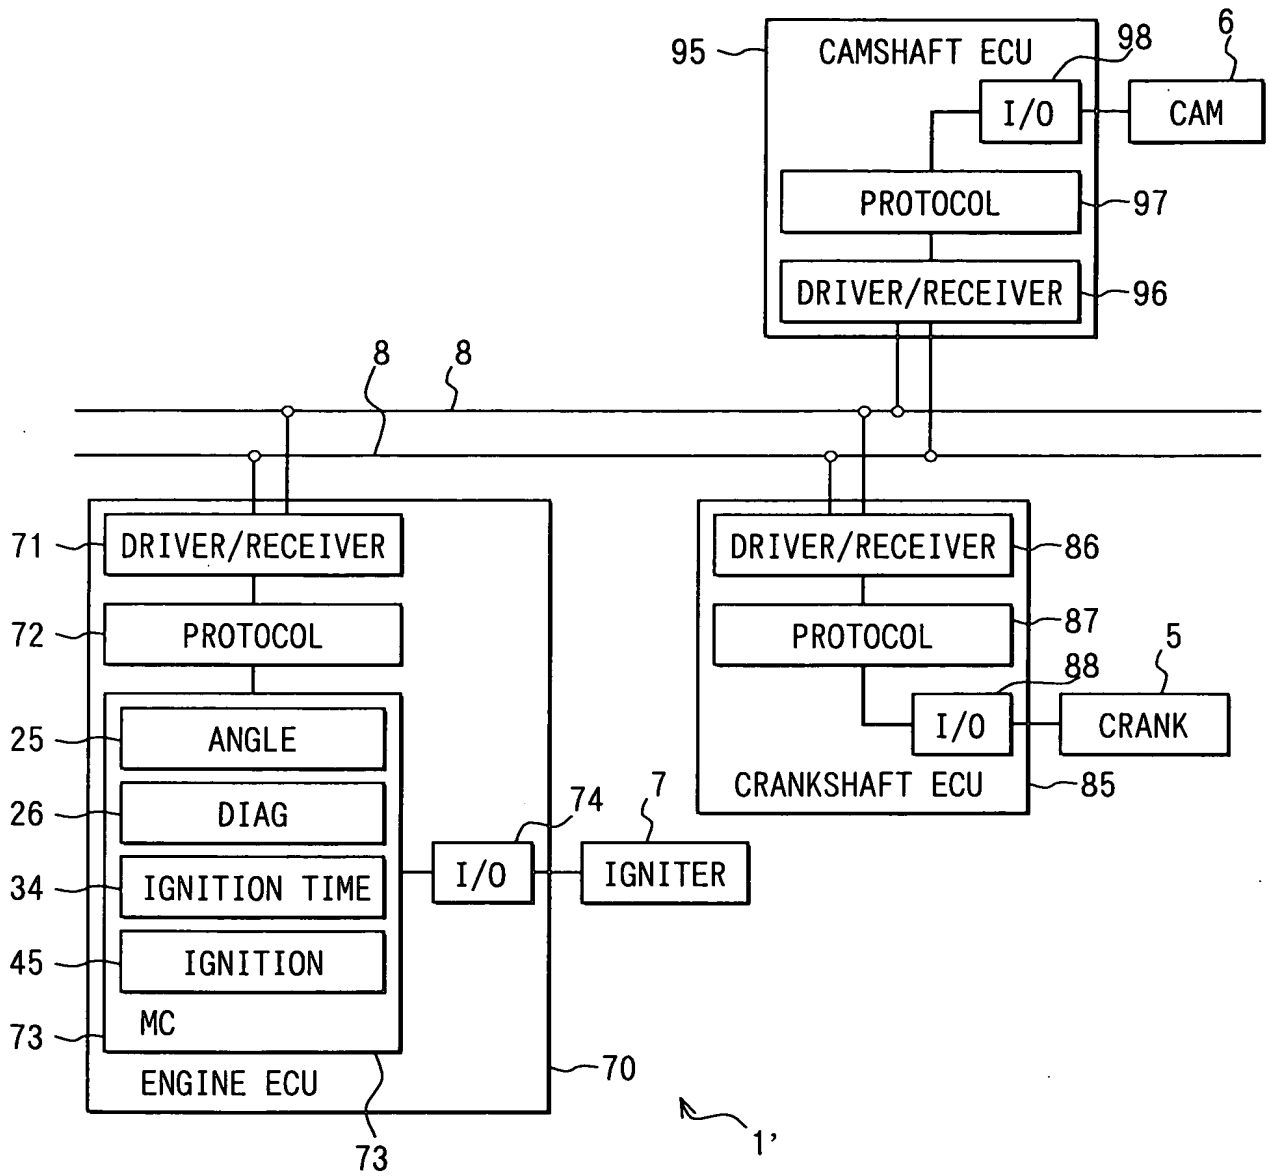 95
CAMSHAFT ECU
98
6
I/O
CAM
PROTOCOL
97
DRIVER/RECEIVER
96
8
8
71
DRIVER/RECEIVER
72
PROTOCOL
25
ANGLE
26
DIAG
34
IGNITION TIME
45
IGNITION
73
MC
73
ENGINE ECU
70
74
I/O
7
IGNITER
DRIVER/RECEIVER
86
PROTOCOL
87
88
5
I/O
CRANK
CRANKSHAFT ECU
85
1'